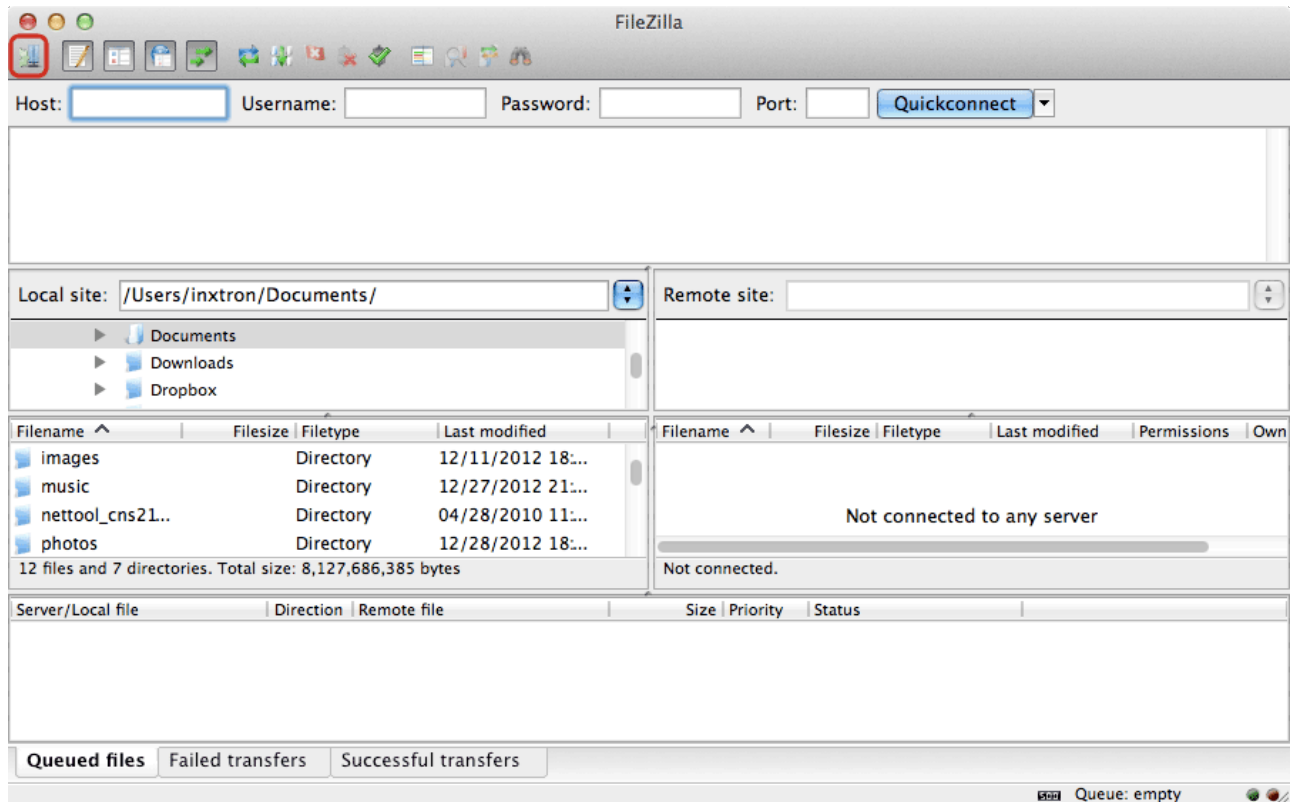 FileZilla
Host: Username: Password: Port: Quickconnect
Local site: /Users/inxtron/Documents/ Remote site:
Documents
Downloads
Dropbox
Filename Filesize Filetype Last modified Filename Filesize Filetype Last modified Permissions Own
images Directory 12/11/2012 18:...
music Directory 12/27/2012 21:...
nettool_cns21... Directory 04/28/2010 11:... Not connected to any server
photos Directory 12/28/2012 18:...
12 files and 7 directories. Total size: 8,127,686,385 bytes Not connected.
Server/Local file Direction Remote file Size Priority Status
Queued files Failed transfers Successful transfers
Queue: empty